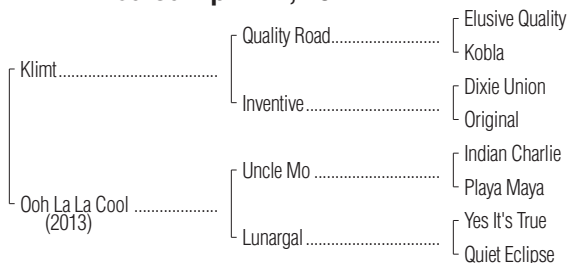 Elusive Quality
Quality Road
Kobla
Klimt
Dixie Union
Inventive
Original
Indian Charlie
Uncle Mo
Playa Maya
Ooh La La Cool
(2013)
Yes It's True
Lunargal
Quiet Eclipse